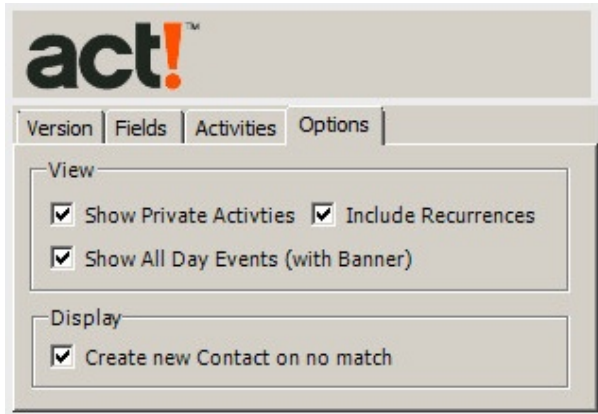 act!™
Version Fields Activities Options
View
Show Private Activties Include Recurrences
Show All Day Events (with Banner)
Display
Create new Contact on no match